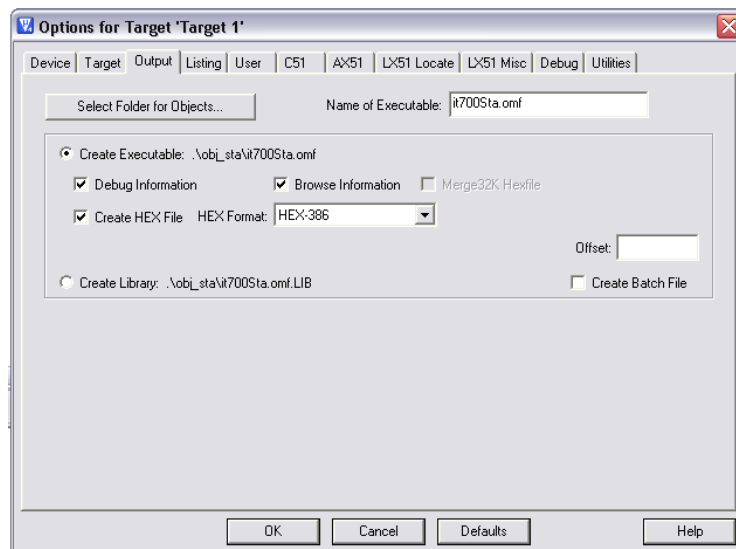 Options for Target 'Target 1'
Device Target Output Listing User C51 AX51 LX51 Locate LX51 Misc Debug Utilities
Select Folder for Objects... Name of Executable: it700Sta.omf
Create Executable: .\obj_sta\it700Sta.omf
Debug Information Browse Information Merge32K Hexfile
Create HEX File HEX Format: HEX-386
Offset:
Create Library: .\obj_sta\it700Sta.omf.LIB Create Batch File
OK Cancel Defaults Help